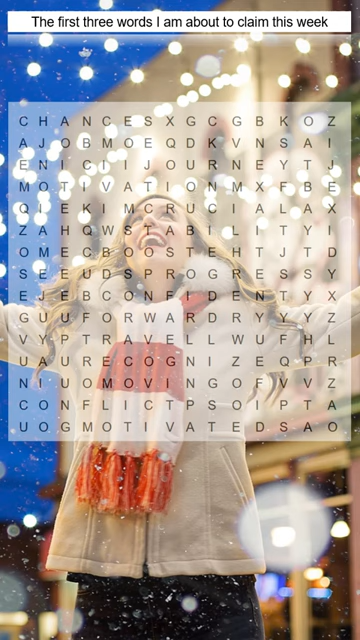 The first three words I am about to claim this week
C H A N C E S X G C G B K O Z
A J O B M O E Q D K V N S A I
E N I C I I J O U R N E Y T J
M O T I V A T I O N M X F B E
Q I E K I M C R U C I A L A X
Z A H Q W S T A B I L I T Y I
O M E C B O O S T E H T J T D
S E E U D S P R O G R E S S Y
E J E B C O N F I D E N T Y X
G U U F O R W A R D R Y Y Y Z
V Y P T R A V E L L W U F H L
U A U R E C O G N I Z E Q P R
N I U O M O V I N G O F V V Z
C O N F L I C T P S O I P T A
U O G M O T I V A T E D S A O